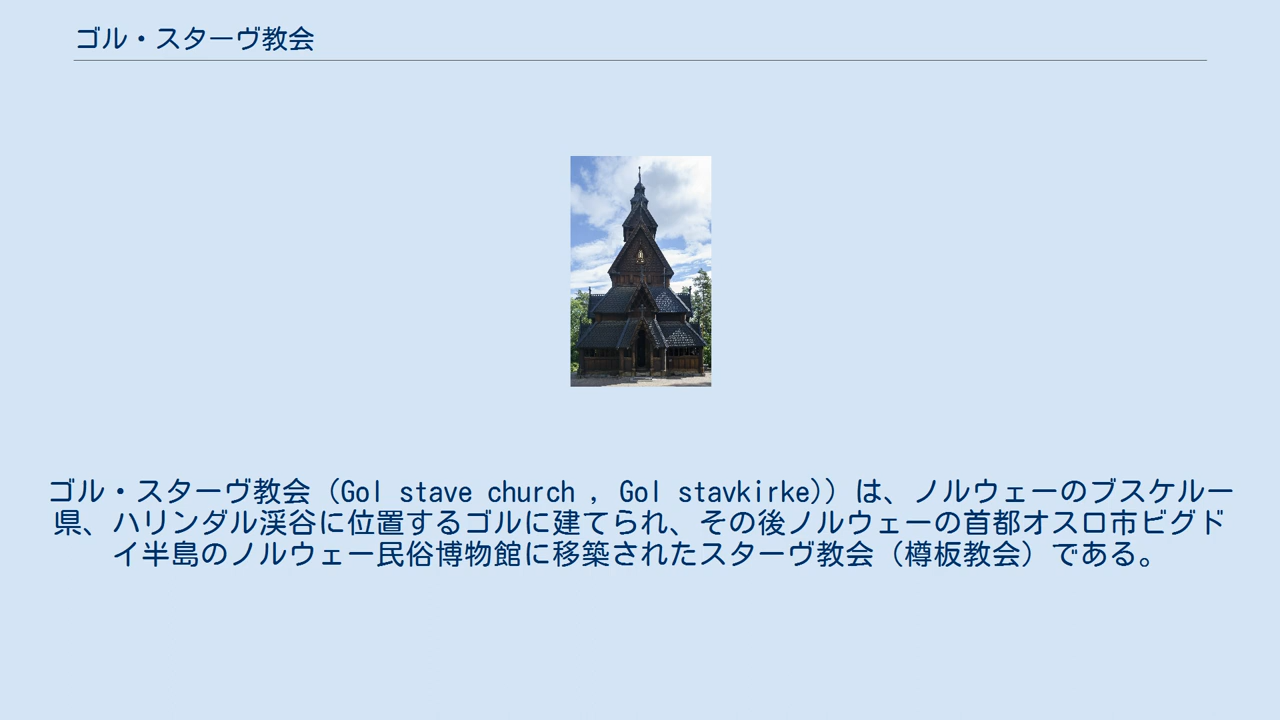 ゴル・スターヴ教会
ゴル・スターヴ教会（Gol stave church , Gol stavkirke)）は、ノルウェーのブスケルー
県、ハリンダル渓谷に位置するゴルに建てられ、その後ノルウェーの首都オスロ市ビグド
イ半島のノルウェー民俗博物館に移築されたスターヴ教会（樽板教会）である。